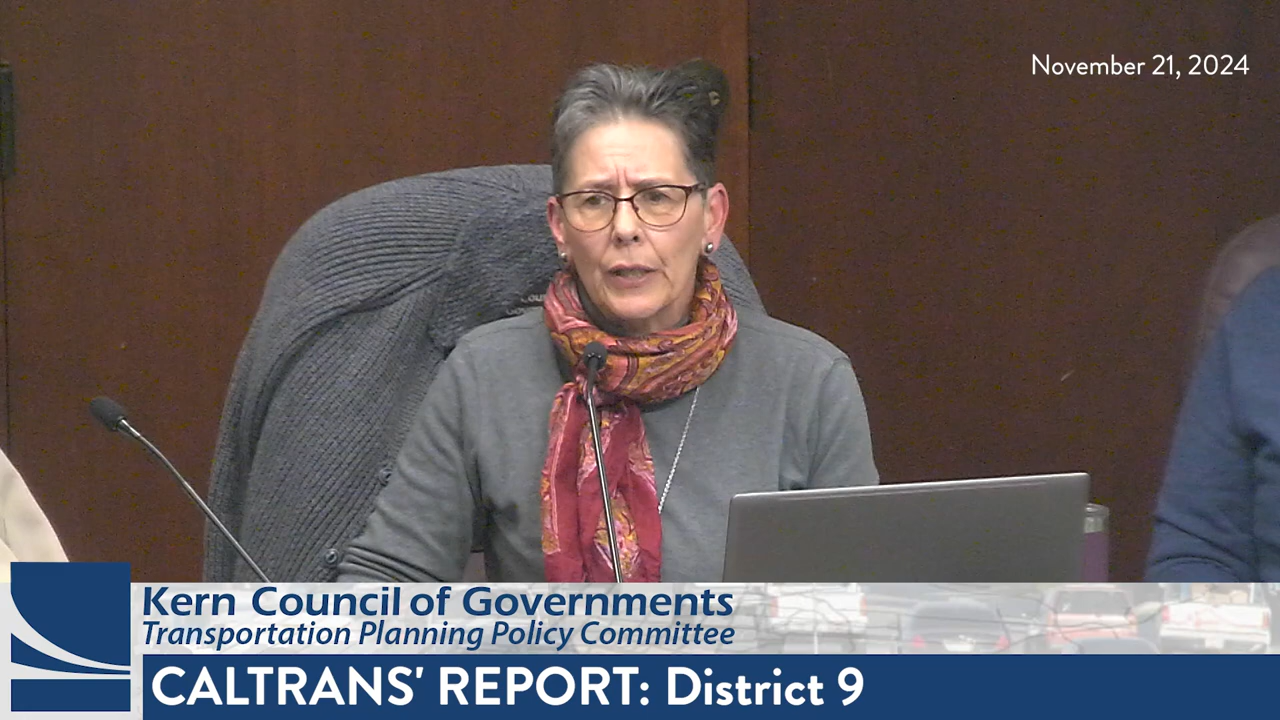 November 21, 2024
Kern Council of Governments
Transportation Planning Policy Committee
CALTRANS' REPORT: District 9